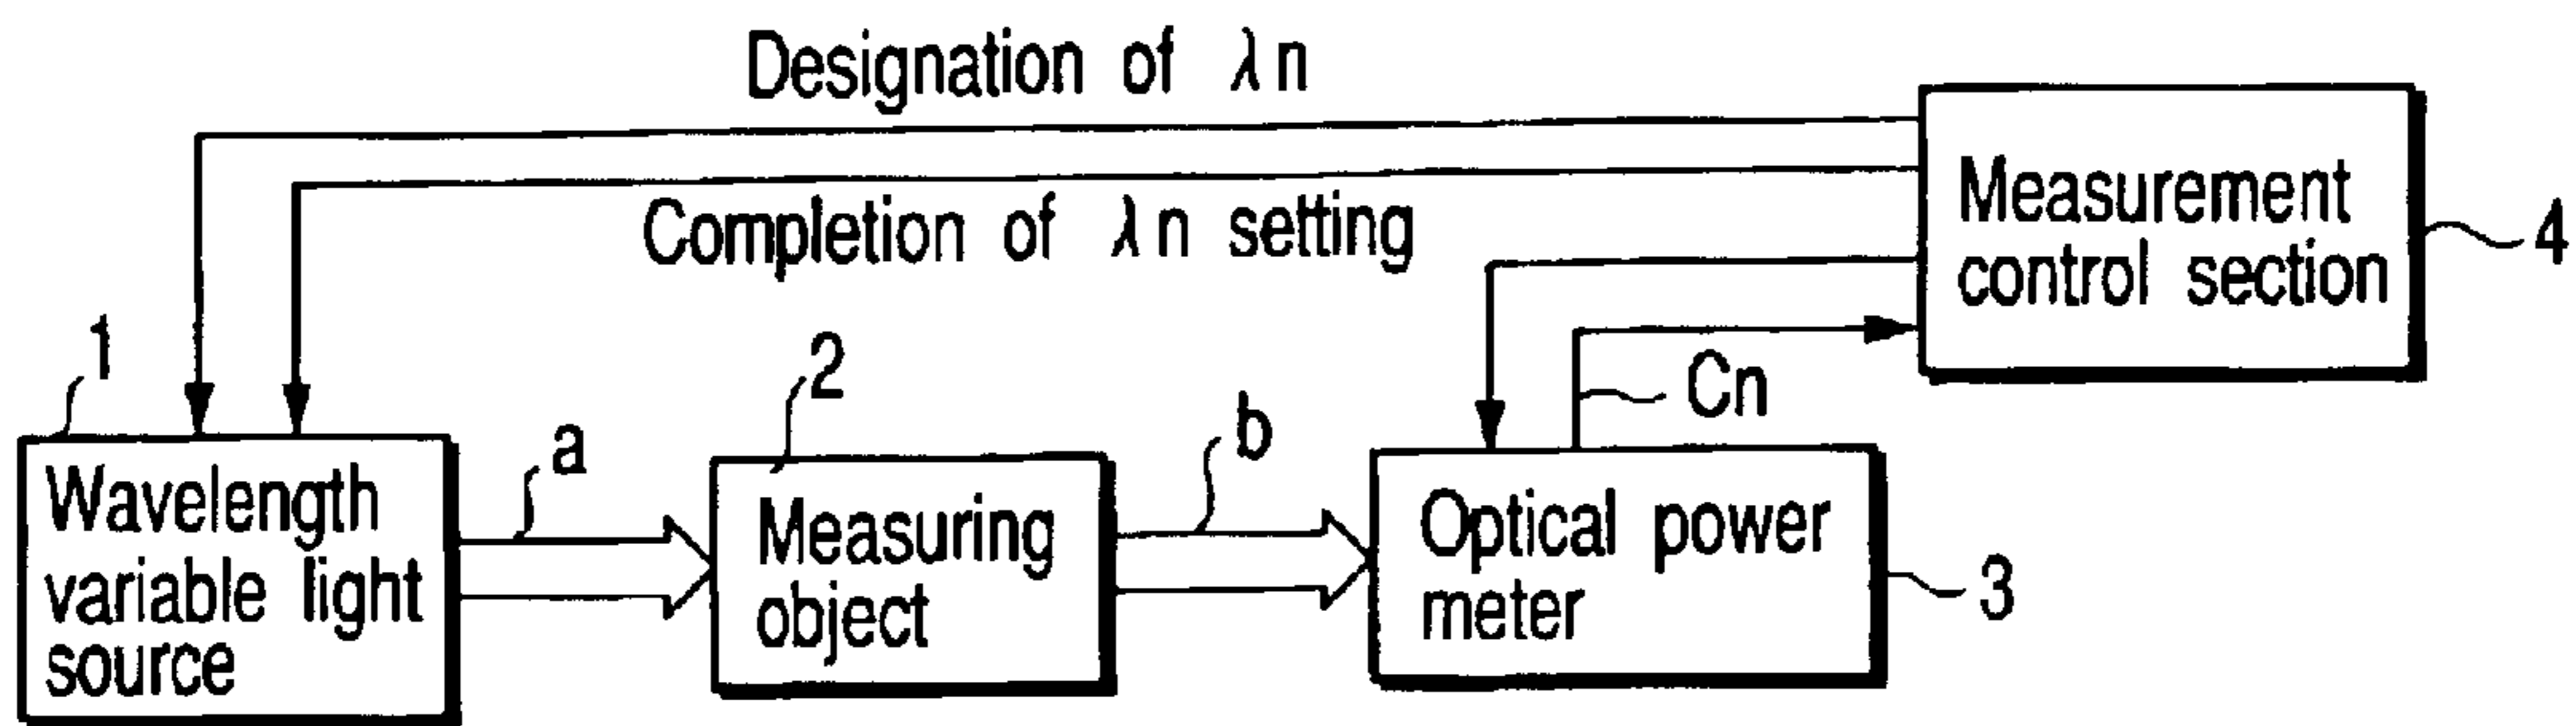 Designation of λn
Completion of λn setting
Measurement
control section
4
1
2
a
b
Cn
Wavelength
variable light
source
Measuring
object
Optical power
meter
3